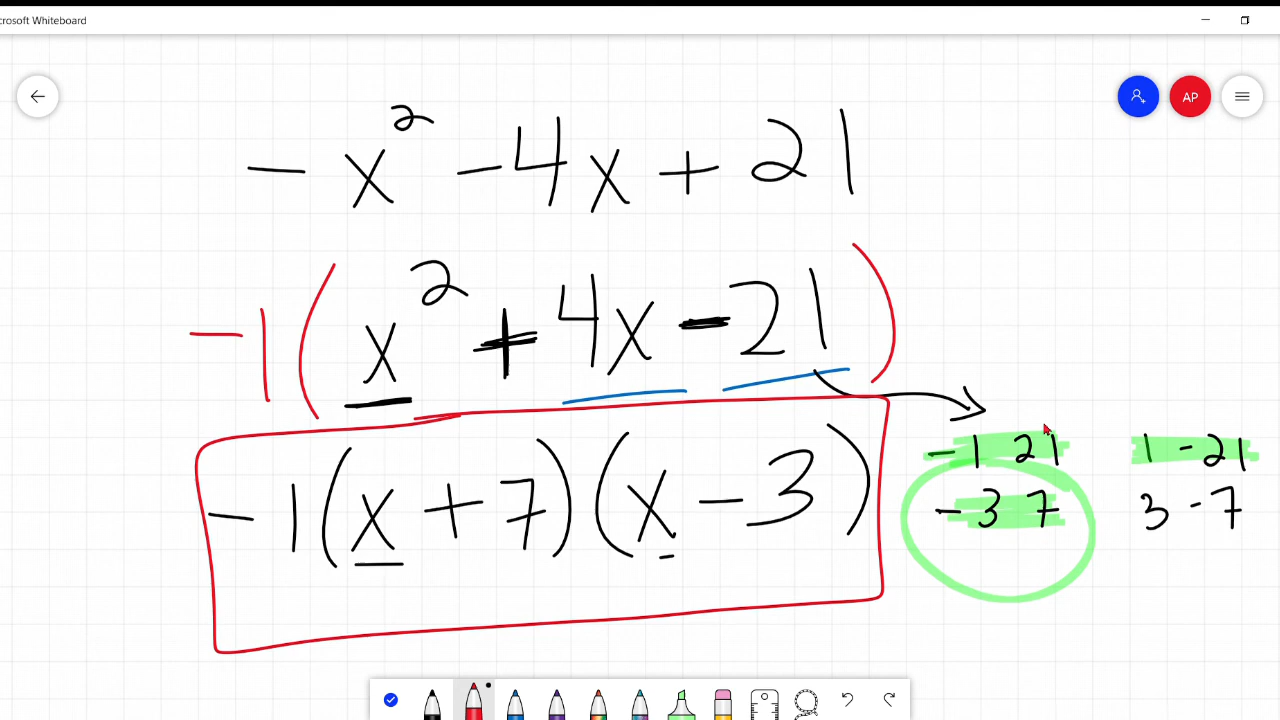 crosoft Whiteboard
AP
- x² - 4x + 21
-1(x² + 4x - 21)
-1 21 1 -21
-1(x + 7)(x - 3)
-3 7 3 -7